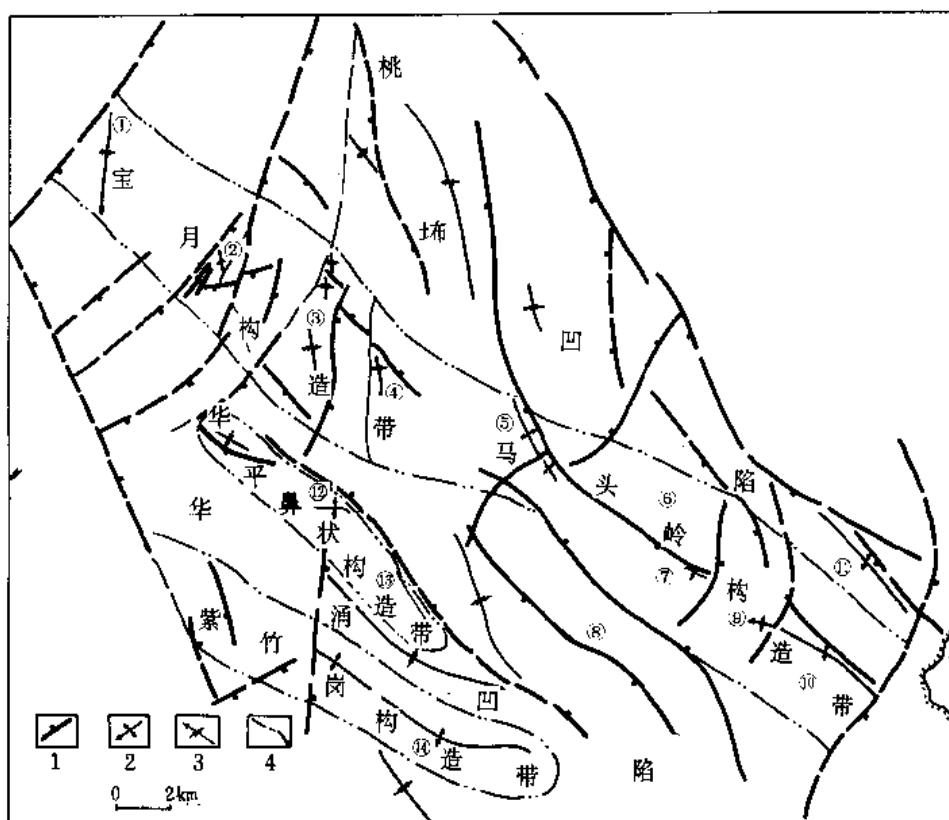 桃
①
宝
㘵
月
②
③
构
凹
造
④
华
带
⑤
马
平
⑫
头
⑥
陷
鼻
华
状
岭
⑪
构
⑬
⑦
构
造
⑨
紫
竹
涌
带
⑧
造
岗
⑩
构
凹
带
⑭
造
带
陷
1 2 3 4
0 2km